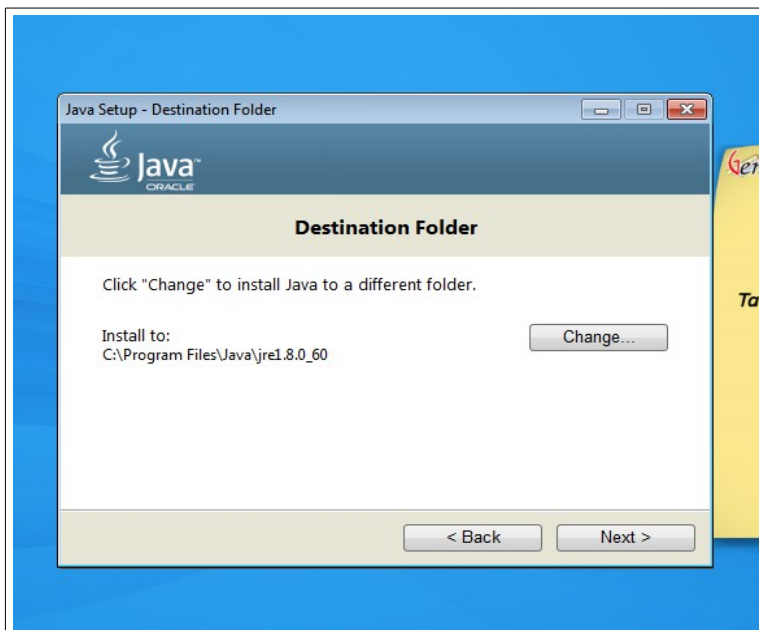 Java Setup - Destination Folder
Java™
ORACLE
Destination Folder
Click "Change" to install Java to a different folder.
Install to:
C:\Program Files\Java\jre1.8.0_60
Change...
< Back
Next >